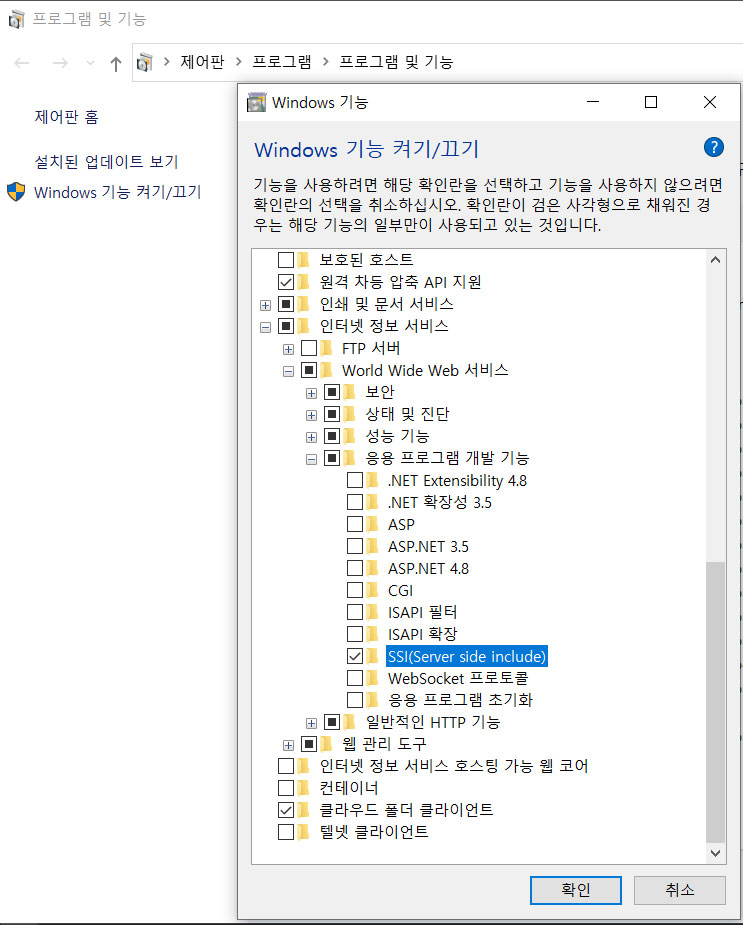 프로그램 및 기능
제어판 > 프로그램 > 프로그램 및 기능
제어판 홈
설치된 업데이트 보기
Windows 기능 켜기/끄기
Windows 기능
Windows 기능 켜기/끄기
?
기능을 사용하려면 해당 확인란을 선택하고 기능을 사용하지 않으려면
확인란의 선택을 취소하십시오. 확인란이 검은 사각형으로 채워진 경
우는 해당 기능의 일부만이 사용되고 있는 것입니다.
보호된 호스트
원격 차등 압축 API 지원
인쇄 및 문서 서비스
인터넷 정보 서비스
FTP 서버
World Wide Web 서비스
보안
상태 및 진단
성능 기능
응용 프로그램 개발 기능
.NET Extensibility 4.8
.NET 확장성 3.5
ASP
ASP.NET 3.5
ASP.NET 4.8
CGI
ISAPI 필터
ISAPI 확장
SSI(Server side include)
WebSocket 프로토콜
응용 프로그램 초기화
일반적인 HTTP 기능
웹 관리 도구
인터넷 정보 서비스 호스팅 가능 웹 코어
컨테이너
클라우드 폴더 클라이언트
텔넷 클라이언트
확인
취소